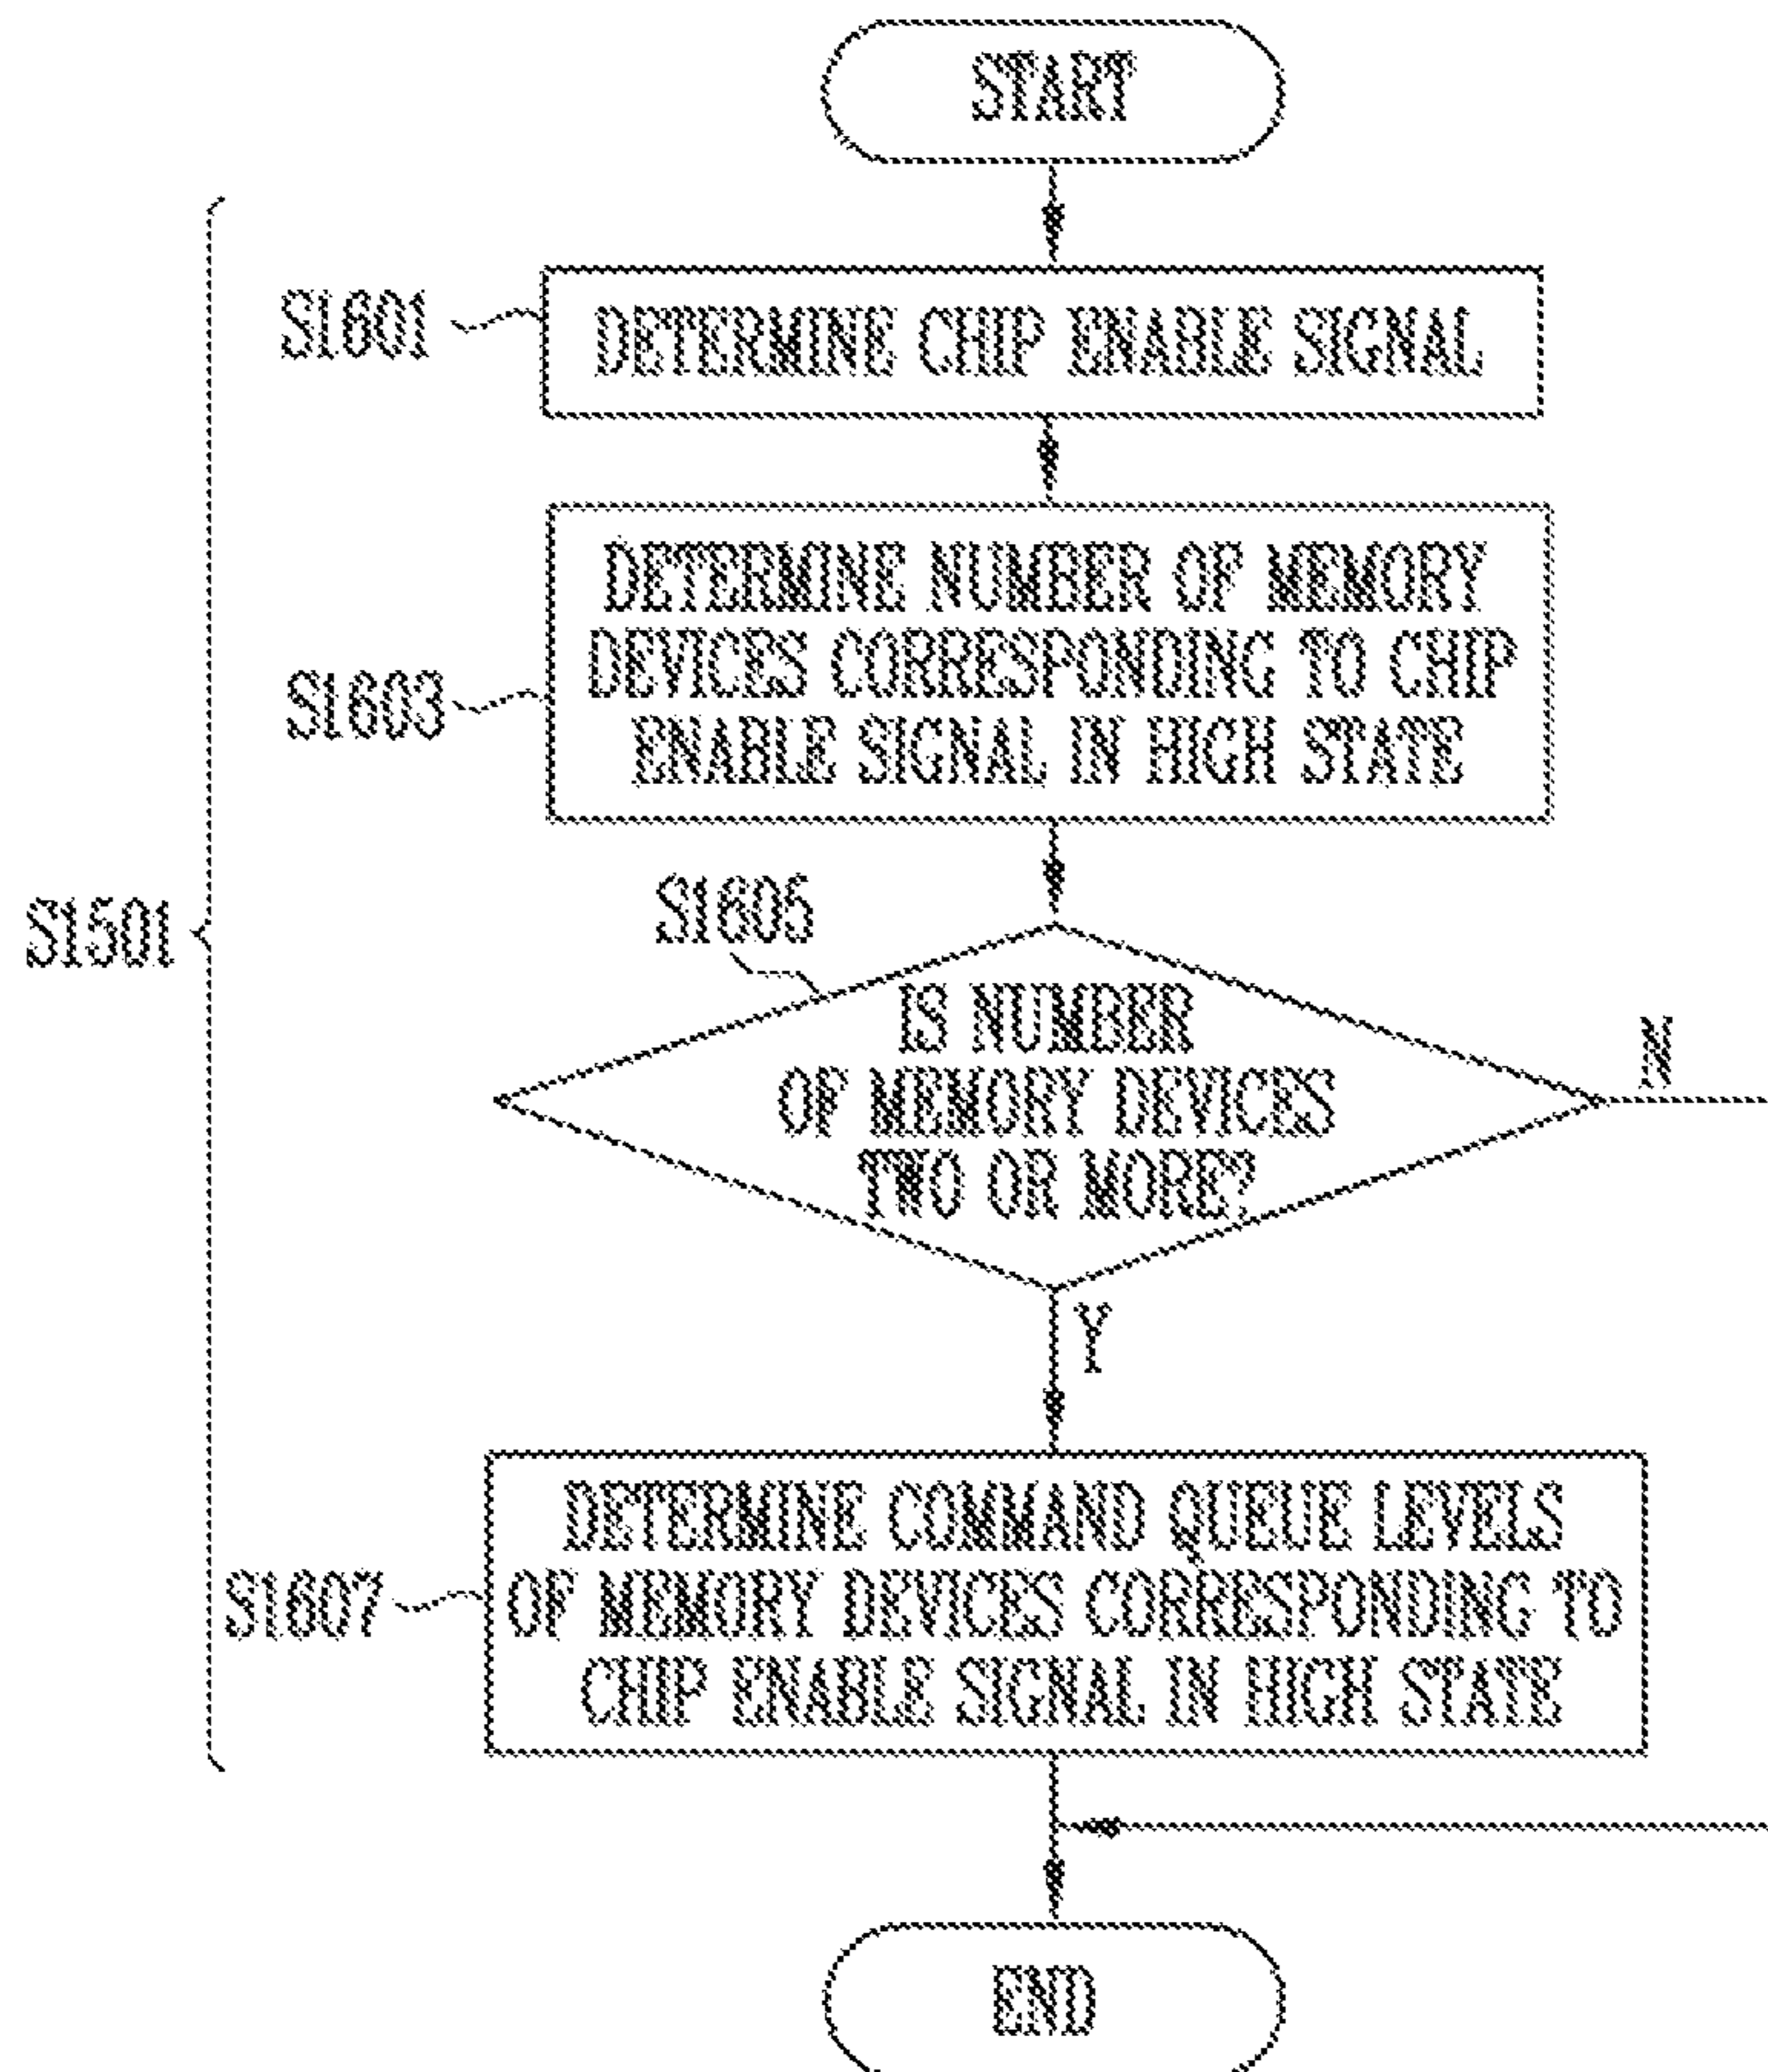 START
S1601
DETERMINE CHIP ENABLE SIGNAL
S1603
DETERMINE NUMBER OF MEMORY
DEVICES CORRESPONDING TO CHIP
ENABLE SIGNAL IN HIGH STATE
S1501
S1605
IS NUMBER
OF MEMORY DEVICES
TWO OR MORE?
N
Y
S1607
DETERMINE COMMAND QUEUE LEVELS
OF MEMORY DEVICES CORRESPONDING TO
CHIP ENABLE SIGNAL IN HIGH STATE
END